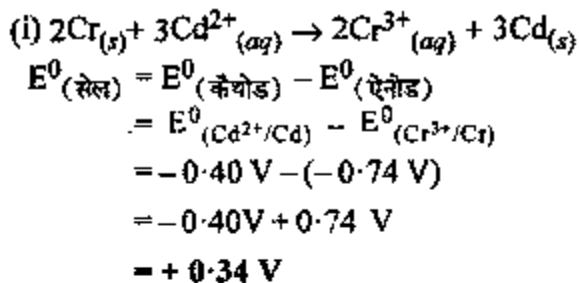 (i) 2Cr(s) + 3Cd²⁺(aq) → 2Cr³⁺(aq) + 3Cd(s)
E⁰(सेल) = E⁰(कैथोड) − E⁰(ऐनोड)
= E⁰(Cd²⁺/Cd) − E⁰(Cr³⁺/Cr)
= − 0·40 V − (− 0·74 V)
= − 0·40V + 0·74 V
= + 0·34 V